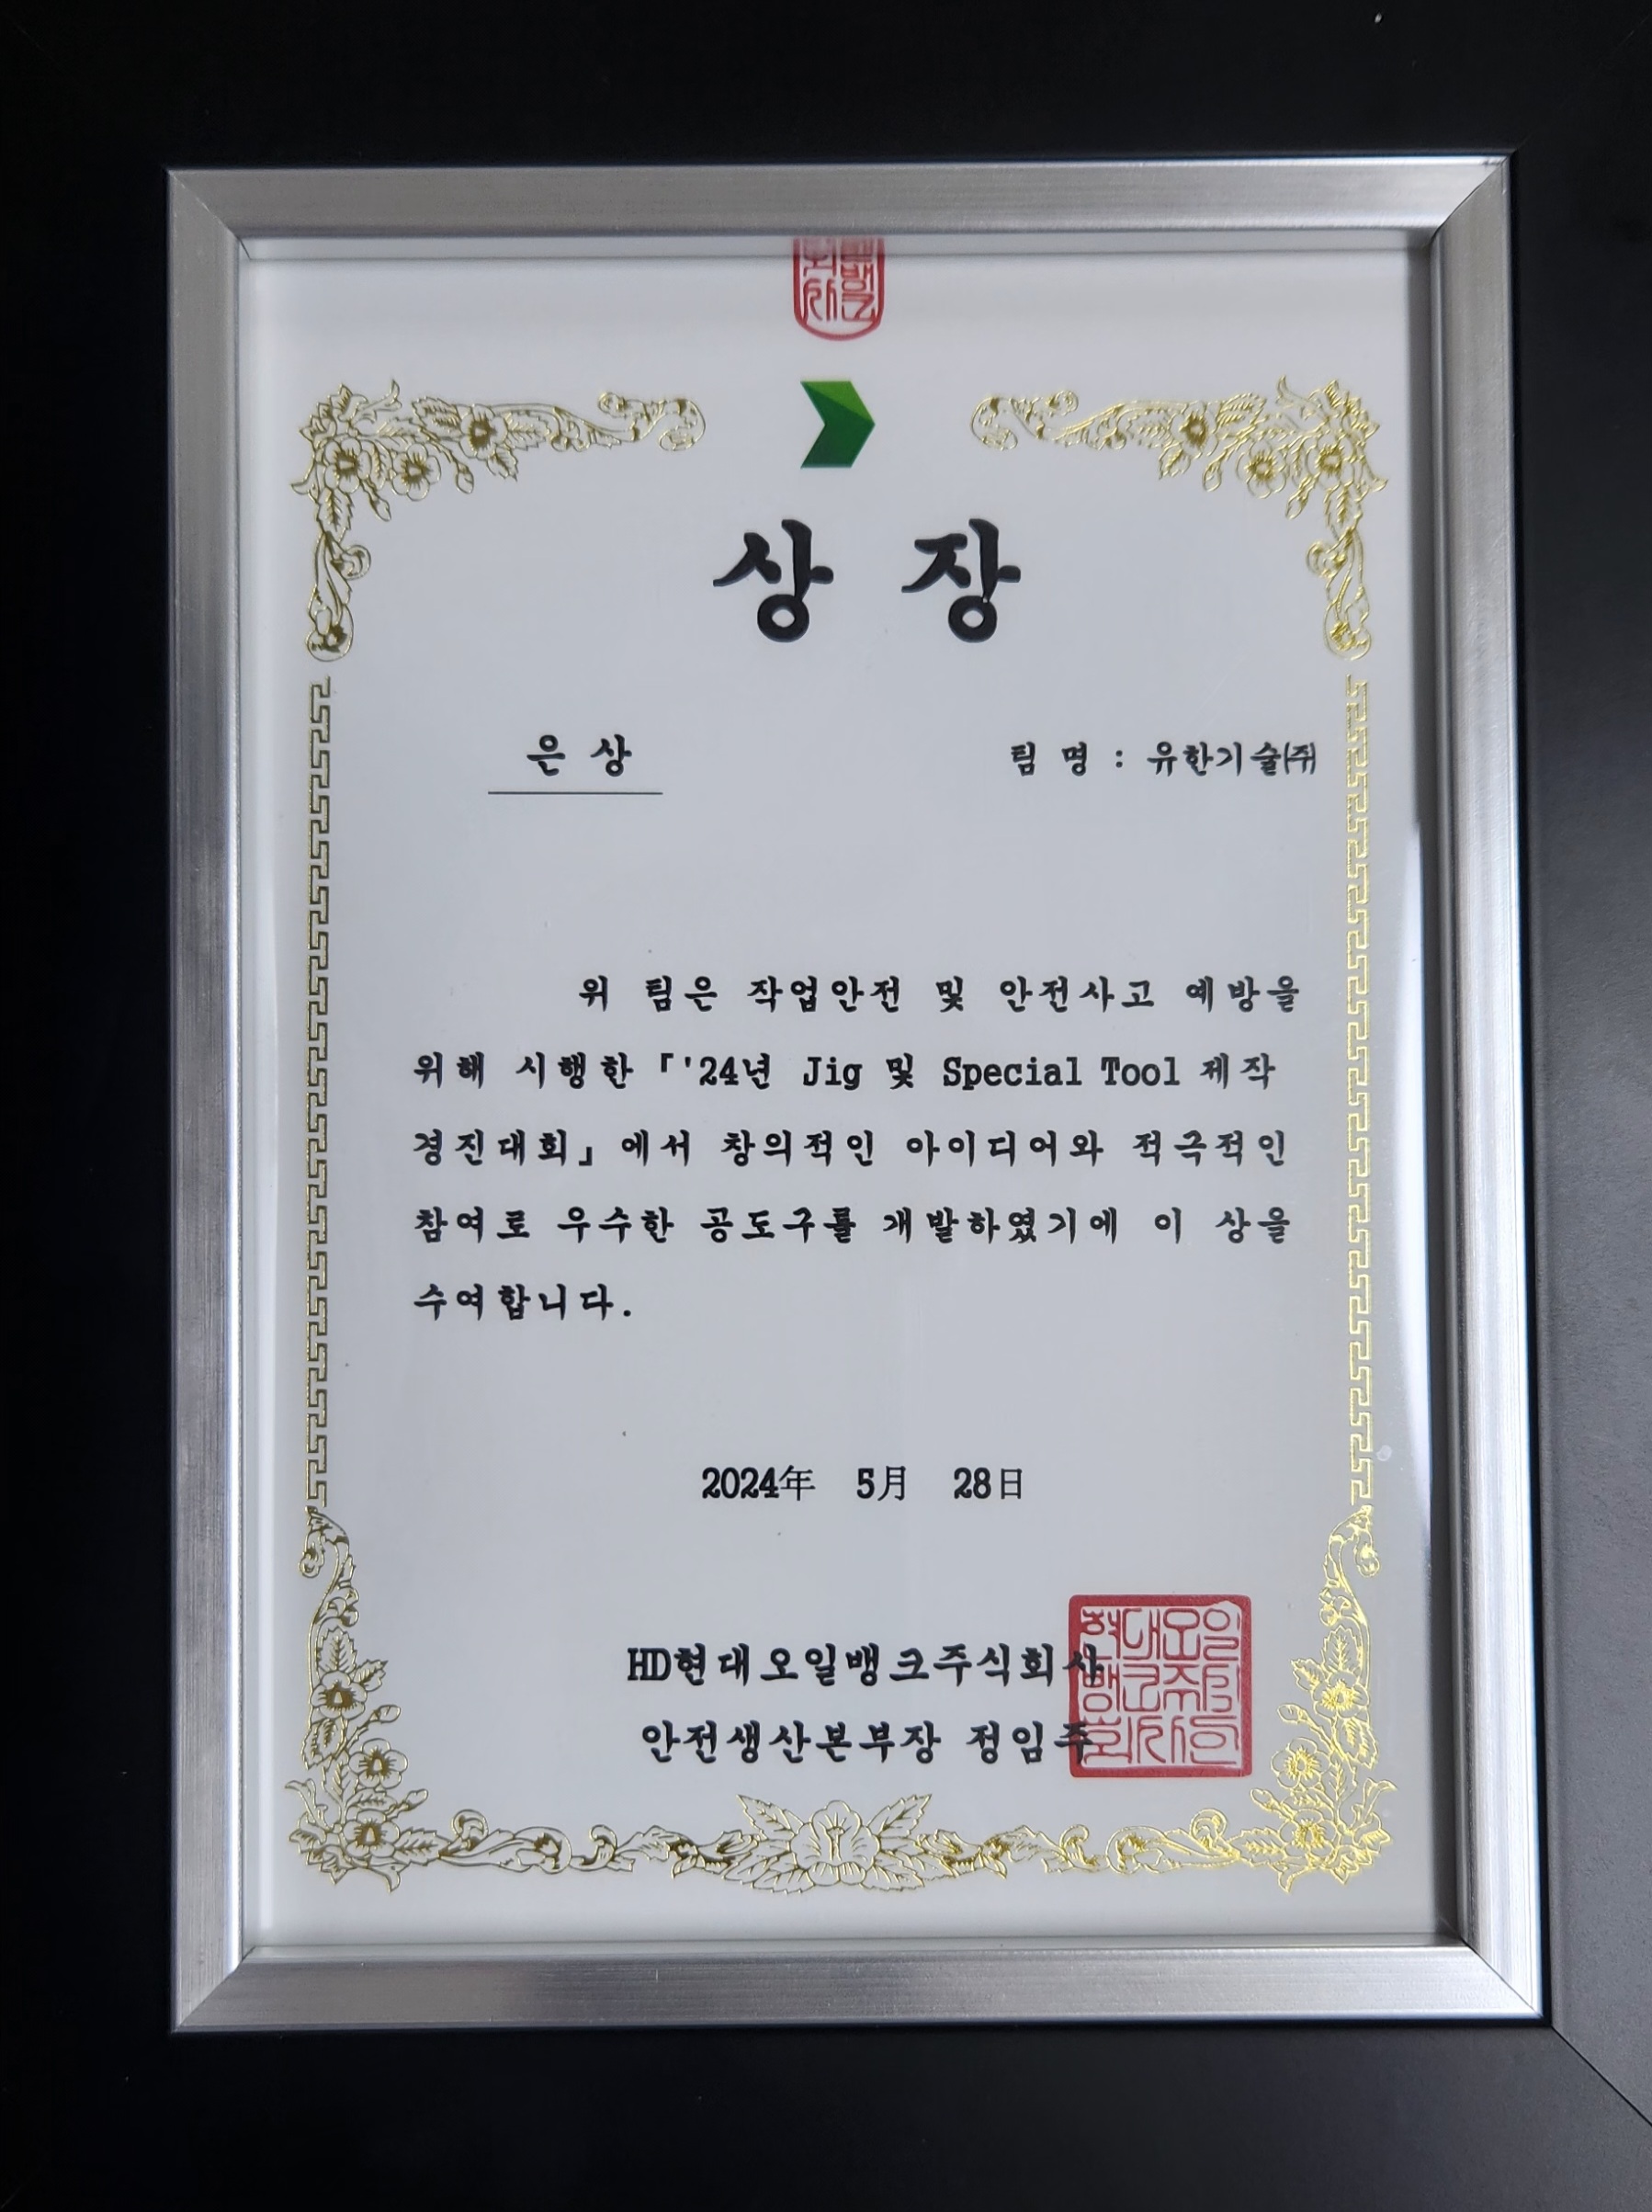 상 장
은 상
팀 명 : 유한기술㈜
위 팀은 작업안전 및 안전사고 예방을
위해 시행한 「'24년 Jig 및 Special Tool 제작
경진대회」에서 창의적인 아이디어와 적극적인
참여로 우수한 공도구를 개발하였기에 이 상을
수여합니다.
2024年 5月 28日
HD현대오일뱅크주식회사
안전생산본부장 정임주